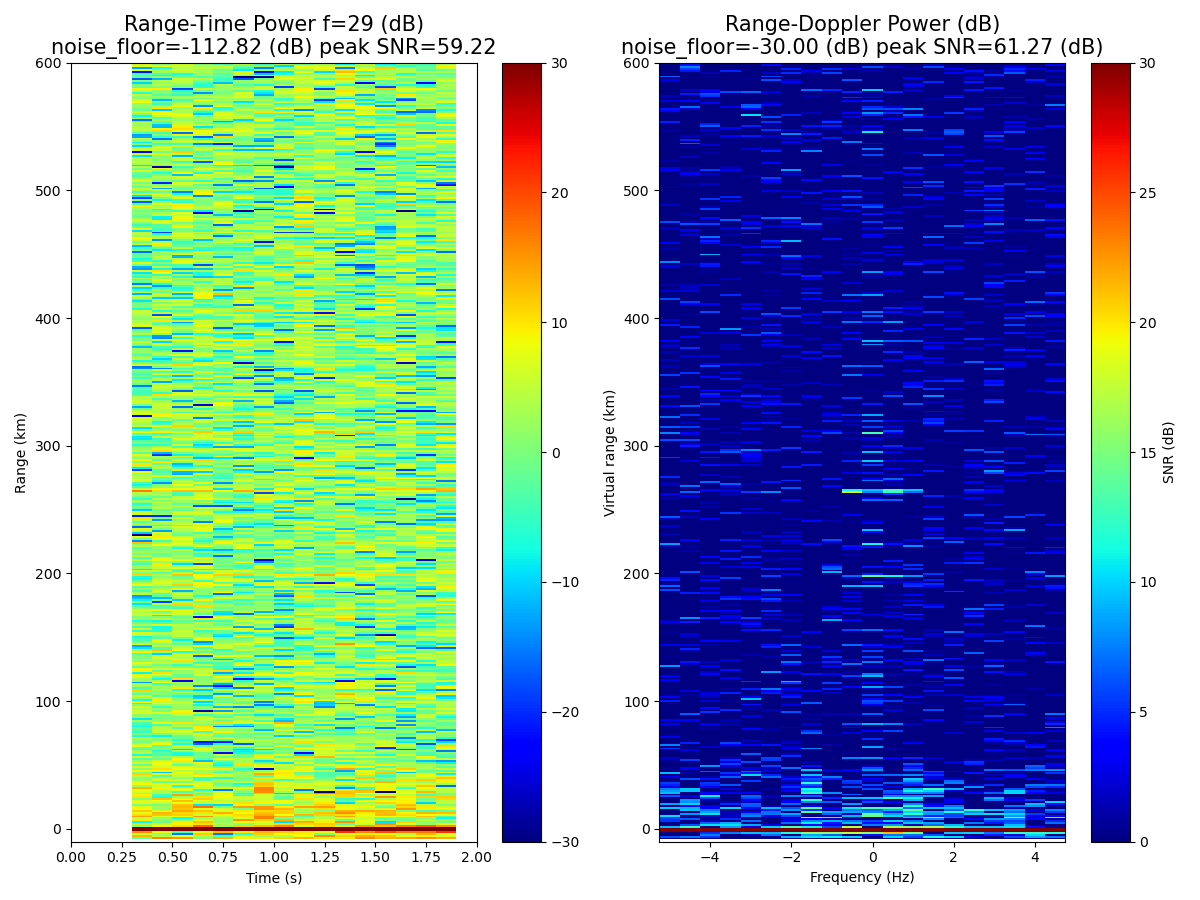 Range-Time Power f=29 (dB)
noise_floor=-112.82 (dB) peak SNR=59.22
600
500
400
300
200
100
0
Range (km)
0.00 0.25 0.50 0.75 1.00 1.25 1.50 1.75 2.00
Time (s)
30
20
10
0
−10
−20
−30
Range-Doppler Power (dB)
noise_floor=-30.00 (dB) peak SNR=61.27 (dB)
600
500
400
300
200
100
0
Virtual range (km)
−4 −2 0 2 4
Frequency (Hz)
30
25
20
15
10
5
0
SNR (dB)